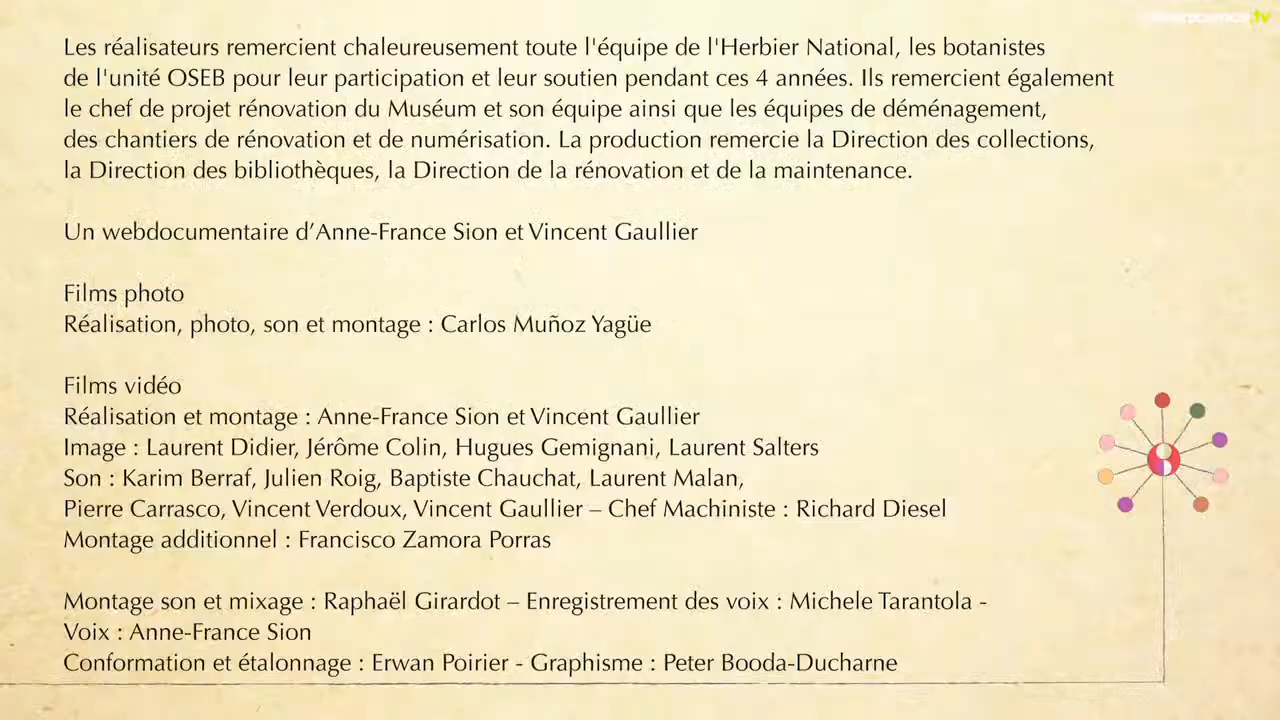 Les réalisateurs remercient chaleureusement toute l'équipe de l'Herbier National, les botanistes
de l'unité OSEB pour leur participation et leur soutien pendant ces 4 années. Ils remercient également
le chef de projet rénovation du Muséum et son équipe ainsi que les équipes de déménagement,
des chantiers de rénovation et de numérisation. La production remercie la Direction des collections,
la Direction des bibliothèques, la Direction de la rénovation et de la maintenance.
Un webdocumentaire d’Anne-France Sion et Vincent Gaullier
Films photo
Réalisation, photo, son et montage : Carlos Muñoz Yagüe
Films vidéo
Réalisation et montage : Anne-France Sion et Vincent Gaullier
Image : Laurent Didier, Jérôme Colin, Hugues Gemignani, Laurent Salters
Son : Karim Berraf, Julien Roig, Baptiste Chauchat, Laurent Malan,
Pierre Carrasco, Vincent Verdoux, Vincent Gaullier – Chef Machiniste : Richard Diesel
Montage additionnel : Francisco Zamora Porras
Montage son et mixage : Raphaël Girardot – Enregistrement des voix : Michele Tarantola -
Voix : Anne-France Sion
Conformation et étalonnage : Erwan Poirier - Graphisme : Peter Booda-Ducharne